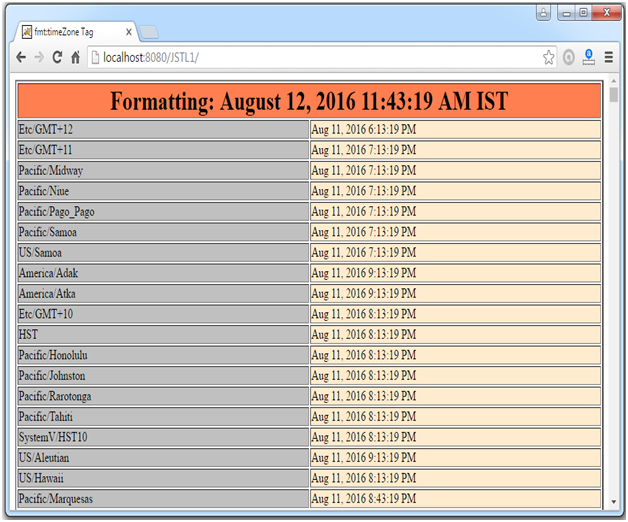 fmt:timeZone Tag
localhost:8080/JSTL1/
Formatting: August 12, 2016 11:43:19 AM IST
Etc/GMT+12 Aug 11, 2016 6:13:19 PM
Etc/GMT+11 Aug 11, 2016 7:13:19 PM
Pacific/Midway Aug 11, 2016 7:13:19 PM
Pacific/Niue Aug 11, 2016 7:13:19 PM
Pacific/Pago_Pago Aug 11, 2016 7:13:19 PM
Pacific/Samoa Aug 11, 2016 7:13:19 PM
US/Samoa Aug 11, 2016 7:13:19 PM
America/Adak Aug 11, 2016 9:13:19 PM
America/Atka Aug 11, 2016 9:13:19 PM
Etc/GMT+10 Aug 11, 2016 8:13:19 PM
HST Aug 11, 2016 8:13:19 PM
Pacific/Honolulu Aug 11, 2016 8:13:19 PM
Pacific/Johnston Aug 11, 2016 8:13:19 PM
Pacific/Rarotonga Aug 11, 2016 8:13:19 PM
Pacific/Tahiti Aug 11, 2016 8:13:19 PM
SystemV/HST10 Aug 11, 2016 8:13:19 PM
US/Aleutian Aug 11, 2016 9:13:19 PM
US/Hawaii Aug 11, 2016 8:13:19 PM
Pacific/Marquesas Aug 11, 2016 8:43:19 PM